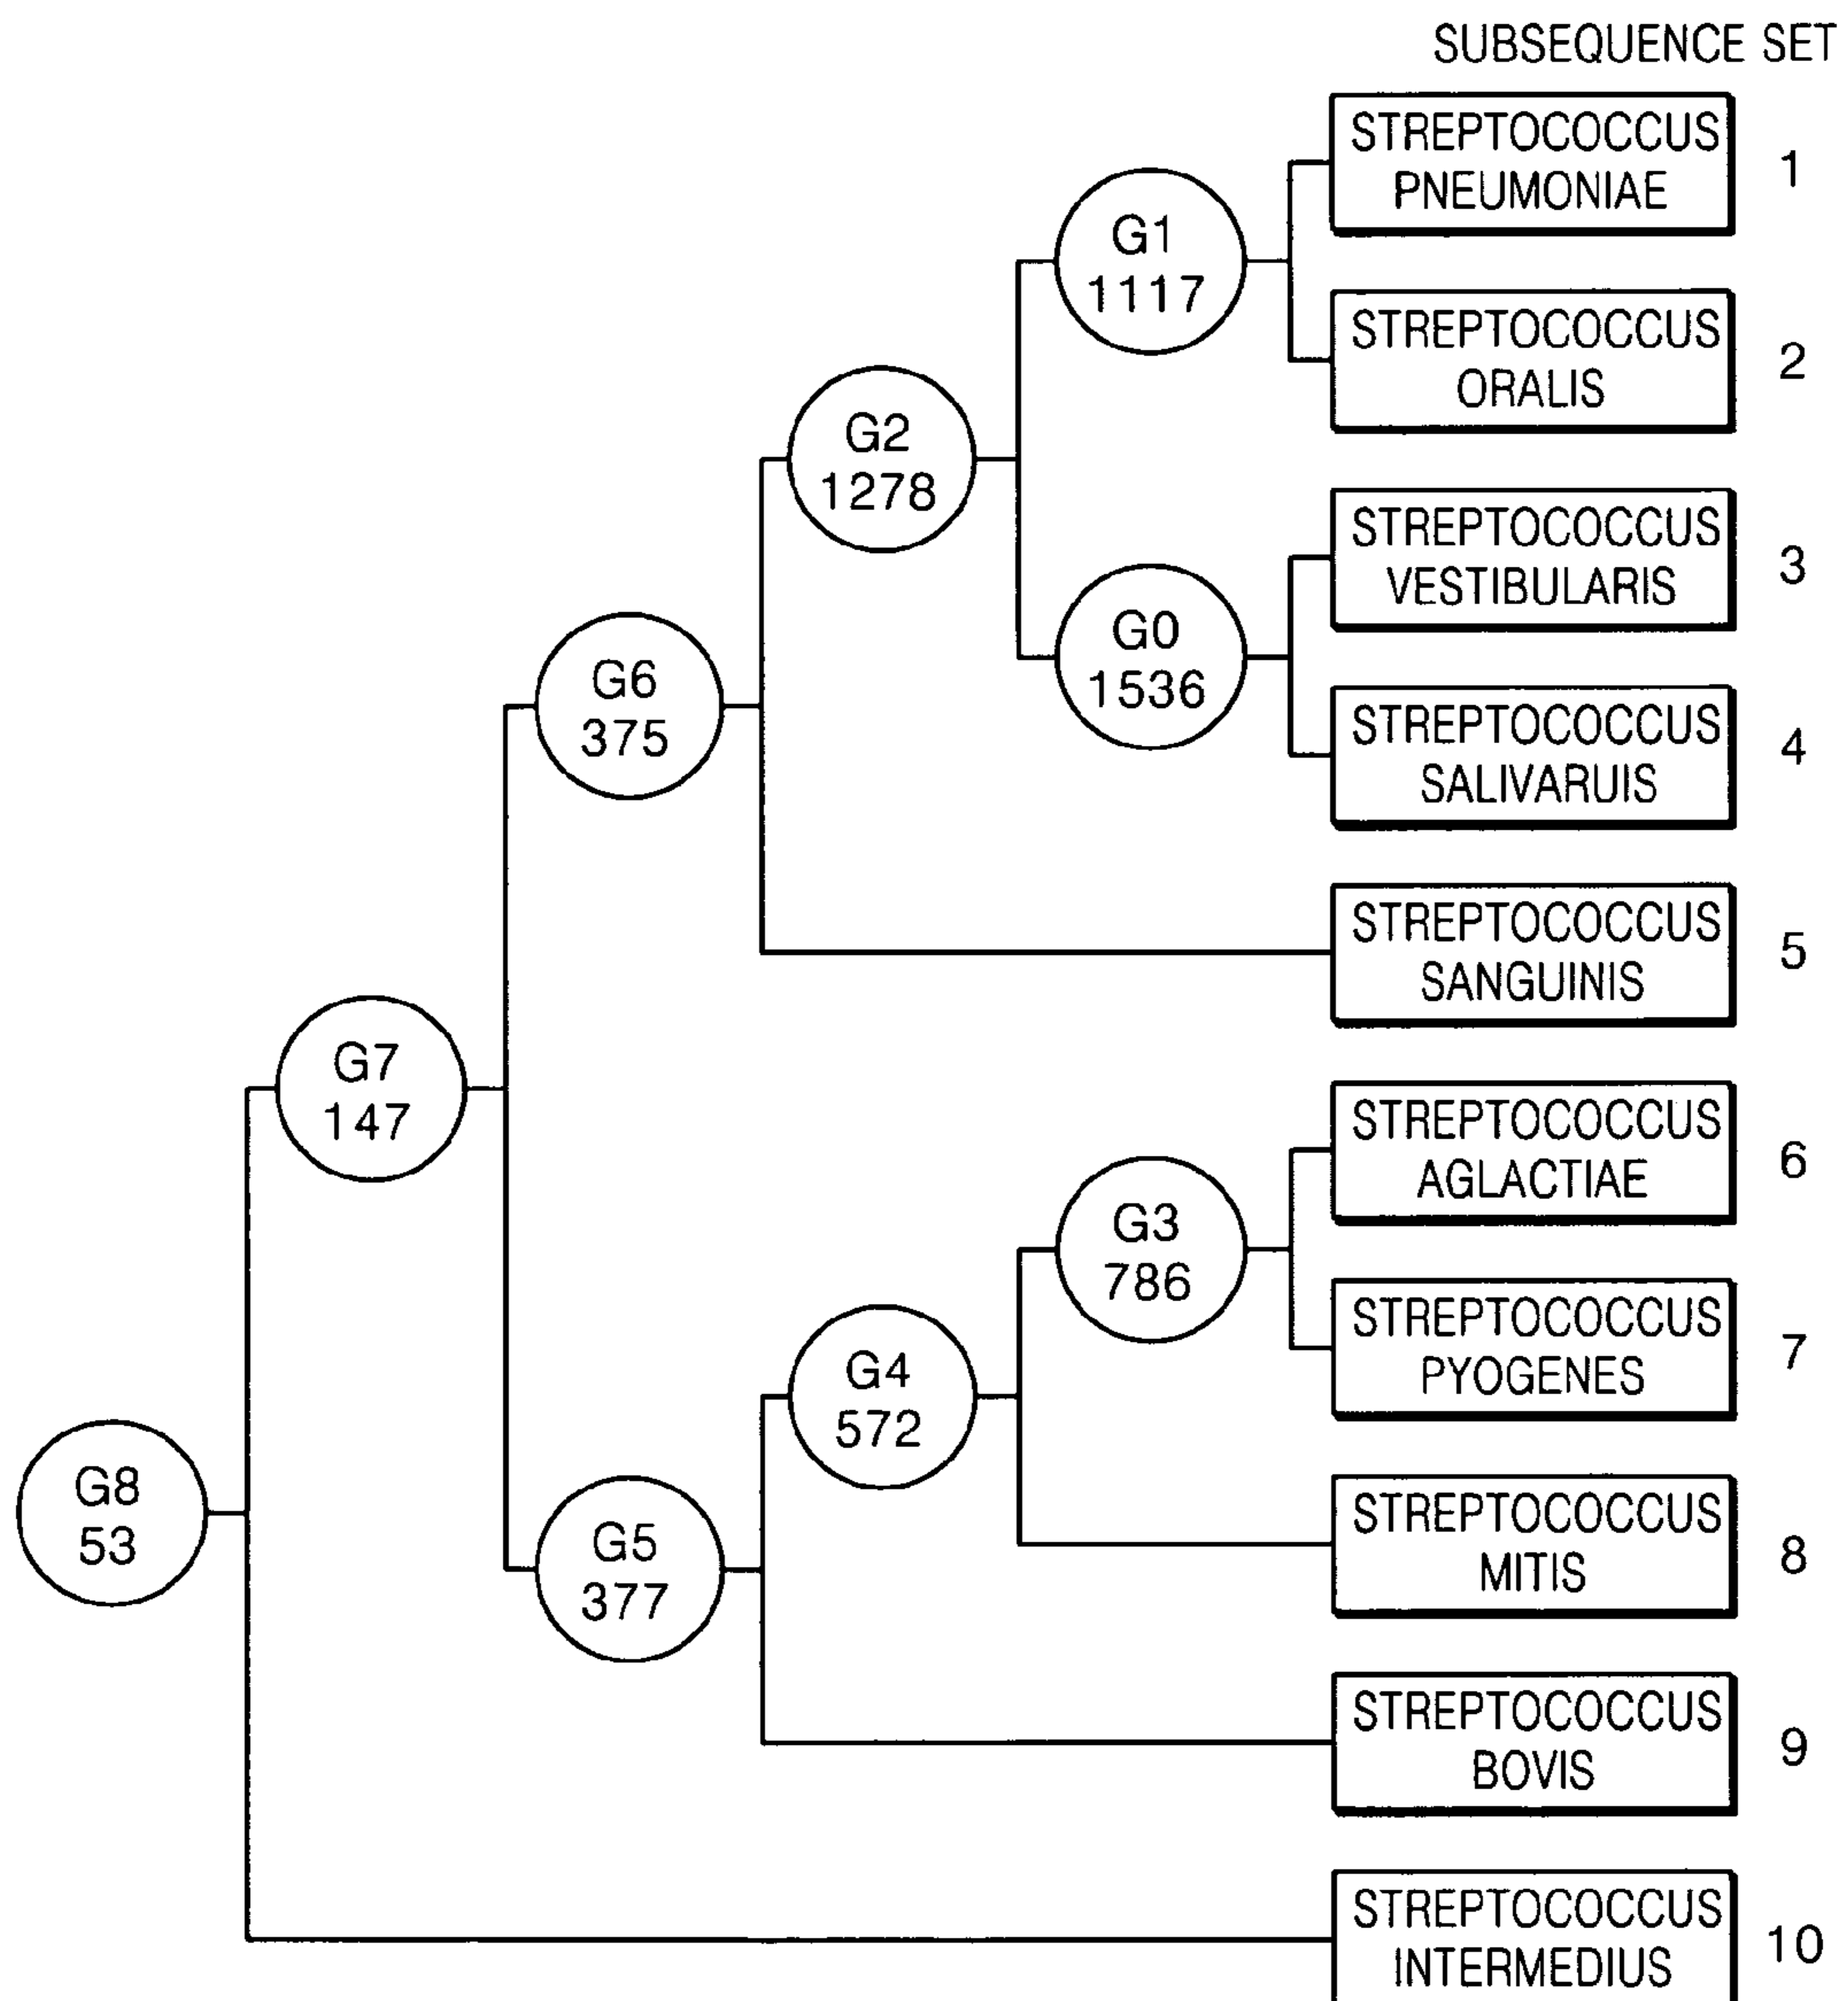 SUBSEQUENCE SET
STREPTOCOCCUS
PNEUMONIAE
1
G1
1117
STREPTOCOCCUS
ORALIS
2
G2
1278
STREPTOCOCCUS
VESTIBULARIS
3
G0
1536
STREPTOCOCCUS
SALIVARUIS
4
G6
375
STREPTOCOCCUS
SANGUINIS
5
G7
147
STREPTOCOCCUS
AGLACTIAE
6
G3
786
STREPTOCOCCUS
PYOGENES
7
G4
572
STREPTOCOCCUS
MITIS
8
G8
53
G5
377
STREPTOCOCCUS
BOVIS
9
STREPTOCOCCUS
INTERMEDIUS
10